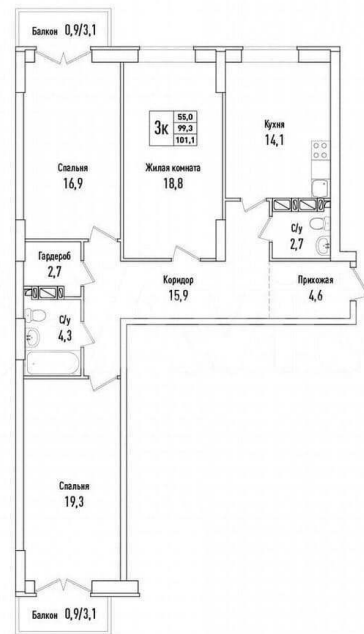 Балкон 0,9/3,1
3К
55,0
99,3
101,1
Спальня
16,9
Жилая комната
18,8
Кухня
14,1
С/у
2,7
Гардероб
2,7
Коридор
15,9
Прихожая
4,6
С/у
4,3
Спальня
19,3
Балкон 0,9/3,1